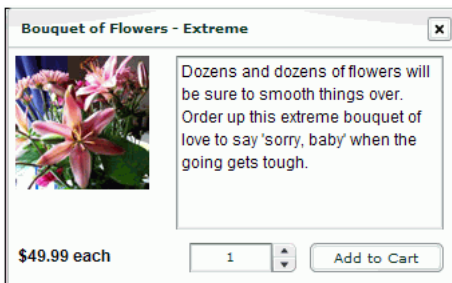 Bouquet of Flowers - Extreme
Dozens and dozens of flowers will
be sure to smooth things over.
Order up this extreme bouquet of
love to say 'sorry, baby' when the
going gets tough.
$49.99 each
1
Add to Cart